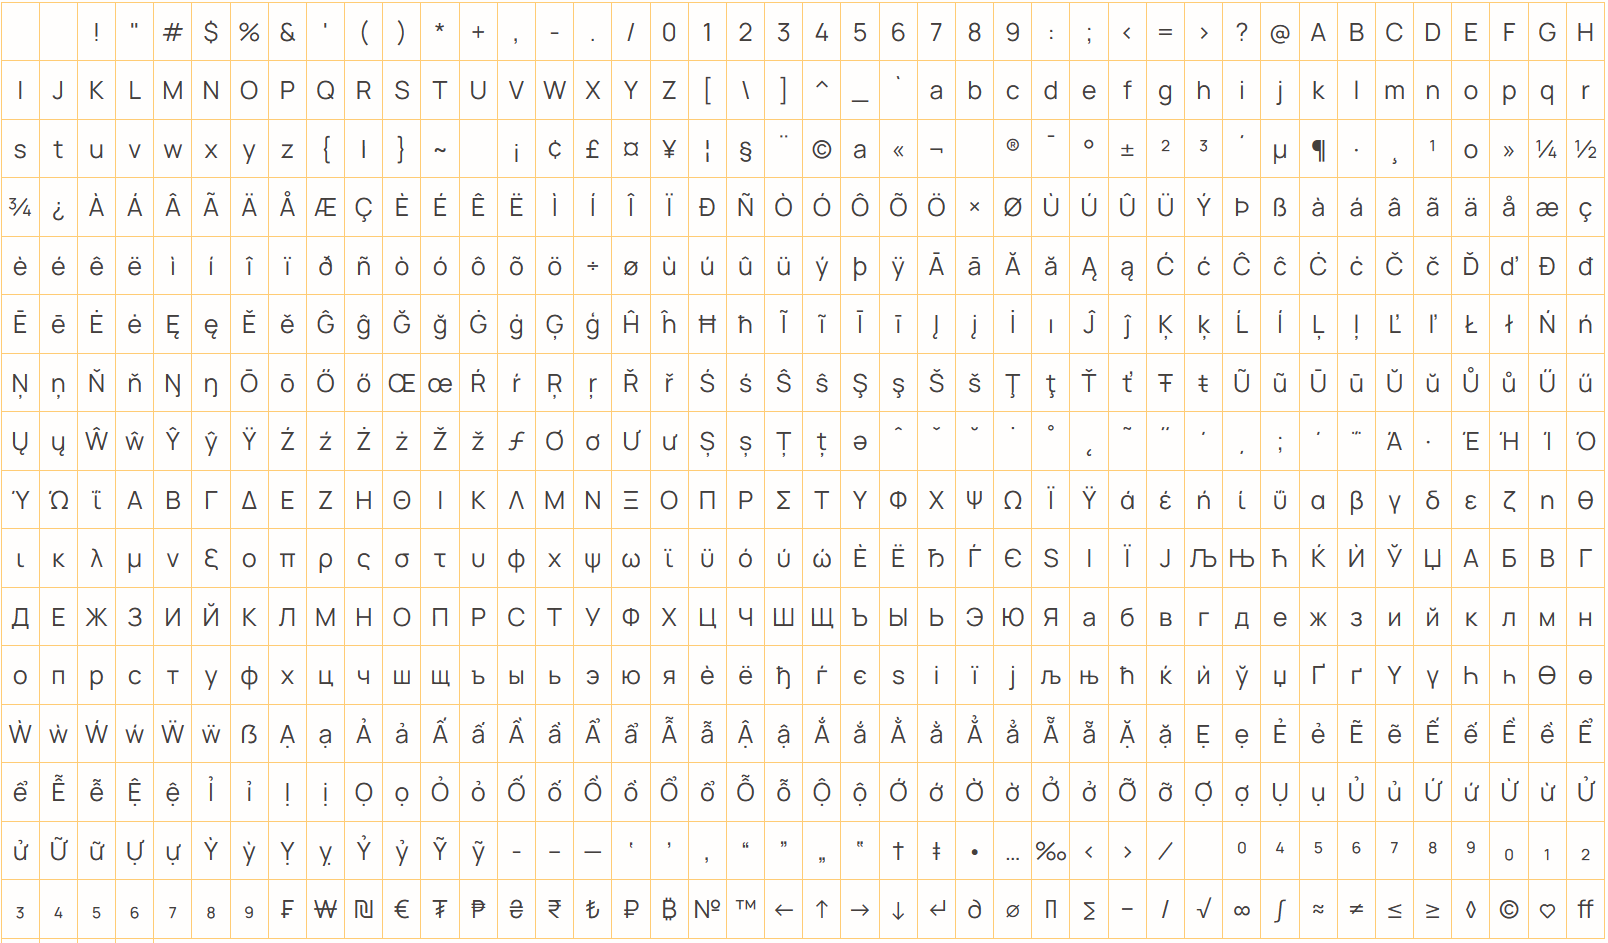 ! " # $ % & ' ( ) * + , - . / 0 1 2 3 4 5 6 7 8 9 : ; < = > ? @ A B C D E F G H
I J K L M N O P Q R S T U V W X Y Z [ \ ] ^ _ ` a b c d e f g h i j k l m n o p q r
s t u v w x y z { | } ~ ¡ ¢ £ ¤ ¥ ¦ § ¨ © a « ¬ ® ¯ ° ± ² ³ ´ µ ¶ · ¸ ¹ o » ¼ ½
¾ ¿ À Á Â Ã Ä Å Æ Ç È É Ê Ë Ì Í Î Ï Ð Ñ Ò Ó Ô Õ Ö × Ø Ù Ú Û Ü Ý Þ ß à á â ã ä å æ ç
è é ê ë ì í î ï ð ñ ò ó ô õ ö ÷ ø ù ú û ü ý þ ÿ Ā ā Ă ă Ą ą Ć ć Ĉ ĉ Ċ ċ Č č Ď ď Đ đ
Ē ē Ė ė Ę ę Ě ě Ĝ ĝ Ğ ğ Ġ ġ Ģ ģ Ĥ ĥ Ħ ħ Ĩ ĩ Ī ī Į į İ ı Ĵ ĵ Ķ ķ Ĺ ĺ Ļ ļ Ľ ľ Ł ł Ń ń
Ņ ņ Ň ň Ŋ ŋ Ō ō Ő ő Œ œ Ŕ ŕ Ŗ ŗ Ř ř Ś ś Ŝ ŝ Ş ş Š š Ţ ţ Ť ť Ŧ ŧ Ũ ũ Ū ū Ŭ ŭ Ů ů Ű ű
Ų ų Ŵ ŵ Ŷ ŷ Ÿ Ź ź Ż ż Ž ž ƒ Ơ ơ Ư ư Ș ș Ț ț ə ˆ ˇ ˘ ˙ ˚ ˛ ˜ ˝ ʹ ͵ ; ΄ ΅ Ά · Έ Ή Ί Ό
Ύ Ώ ΐ Α Β Γ Δ Ε Ζ Η Θ Ι Κ Λ Μ Ν Ξ Ο Π Ρ Σ Τ Υ Φ Χ Ψ Ω Ϊ Ϋ ά έ ή ί ΰ α β γ δ ε ζ η θ
ι κ λ μ ν ξ ο π ρ ς σ τ υ φ χ ψ ω ϊ ϋ ό ύ ώ Ѐ Ё Ђ Ѓ Є Ѕ І Ї Ј Љ Њ Ћ Ќ Ѝ Ў Џ А Б В Г
Д Е Ж З И Й К Л М Н О П Р С Т У Ф Х Ц Ч Ш Щ Ъ Ы Ь Э Ю Я а б в г д е ж з и й к л м н
о п р с т у ф х ц ч ш щ ъ ы ь э ю я ѐ ё ђ ѓ є ѕ і ї ј љ њ ћ ќ ѝ ў џ Ґ ґ Ү ү Һ һ Ө ө
Ẁ ẁ Ẃ ẃ Ẅ ẅ ẞ Ạ ạ Ả ả Ấ ấ Ầ ầ Ẩ ẩ Ẫ ẫ Ậ ậ Ắ ắ Ằ ằ Ẳ ẳ Ẵ ẵ Ặ ặ Ẹ ẹ Ẻ ẻ Ẽ ẽ Ế ế Ề ề Ể
ể Ễ ễ Ệ ệ Ỉ ỉ Ị ị Ọ ọ Ỏ ỏ Ố ố Ồ ồ Ổ ổ Ỗ ỗ Ộ ộ Ớ ớ Ờ ờ Ở ở Ỡ ỡ Ợ ợ Ụ ụ Ủ ủ Ứ ứ Ừ ừ Ử
ử Ữ ữ Ự ự Ỳ ỳ Ỵ ỵ Ỷ ỷ Ỹ ỹ ‐ – — ‘ ’ ‚ “ ” „ ‟ † ‡ • … ‰ ‹ › ⁄ ⁰ ⁴ ⁵ ⁶ ⁷ ⁸ ⁹ ₀ ₁ ₂
₃ ₄ ₅ ₆ ₇ ₈ ₉ ₣ ₩ ₪ € ₮ ₱ ₴ ₹ ₺ ₽ ₿ № ™ ← ↑ → ↓ ↵ ∂ ∅ ∏ ∑ − ∕ √ ∞ ∫ ≈ ≠ ≤ ≥ ◊ © ♡ ff